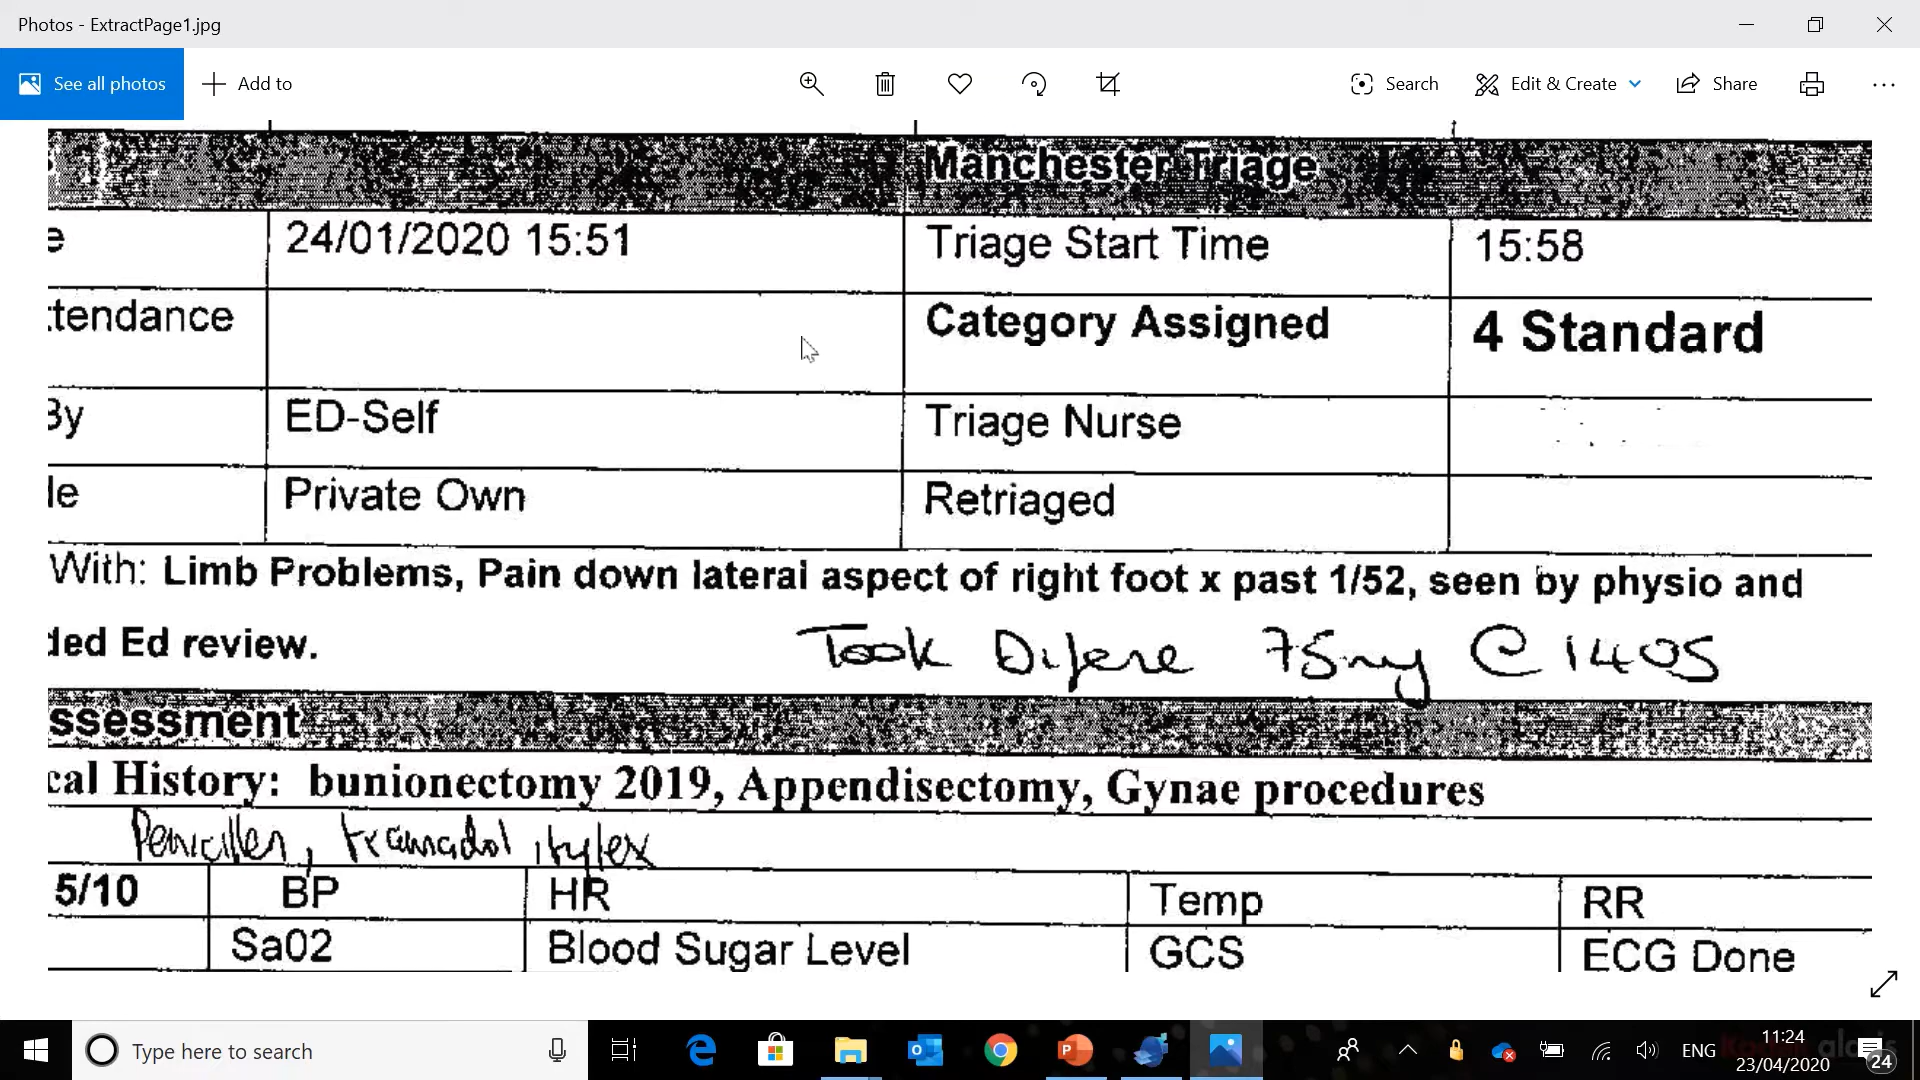 Photos - ExtractPage1.jpg
See all photos
Add to
Search
Edit & Create
Share
Manchester Triage
e 24/01/2020 15:51 Triage Start Time 15:58
ttendance Category Assigned 4 Standard
By ED-Self Triage Nurse
le Private Own Retriaged
With: Limb Problems, Pain down lateral aspect of right foot x past 1/52, seen by physio and
ded Ed review. Took Difene 75mg @ 1405
ssessment
cal History: bunionectomy 2019, Appendisectomy, Gynae procedures
Penicillen, tramadol, tylex
5/10 BP HR Temp RR
Sa02 Blood Sugar Level GCS ECG Done
Type here to search
ENG
11:24
23/04/2020
24